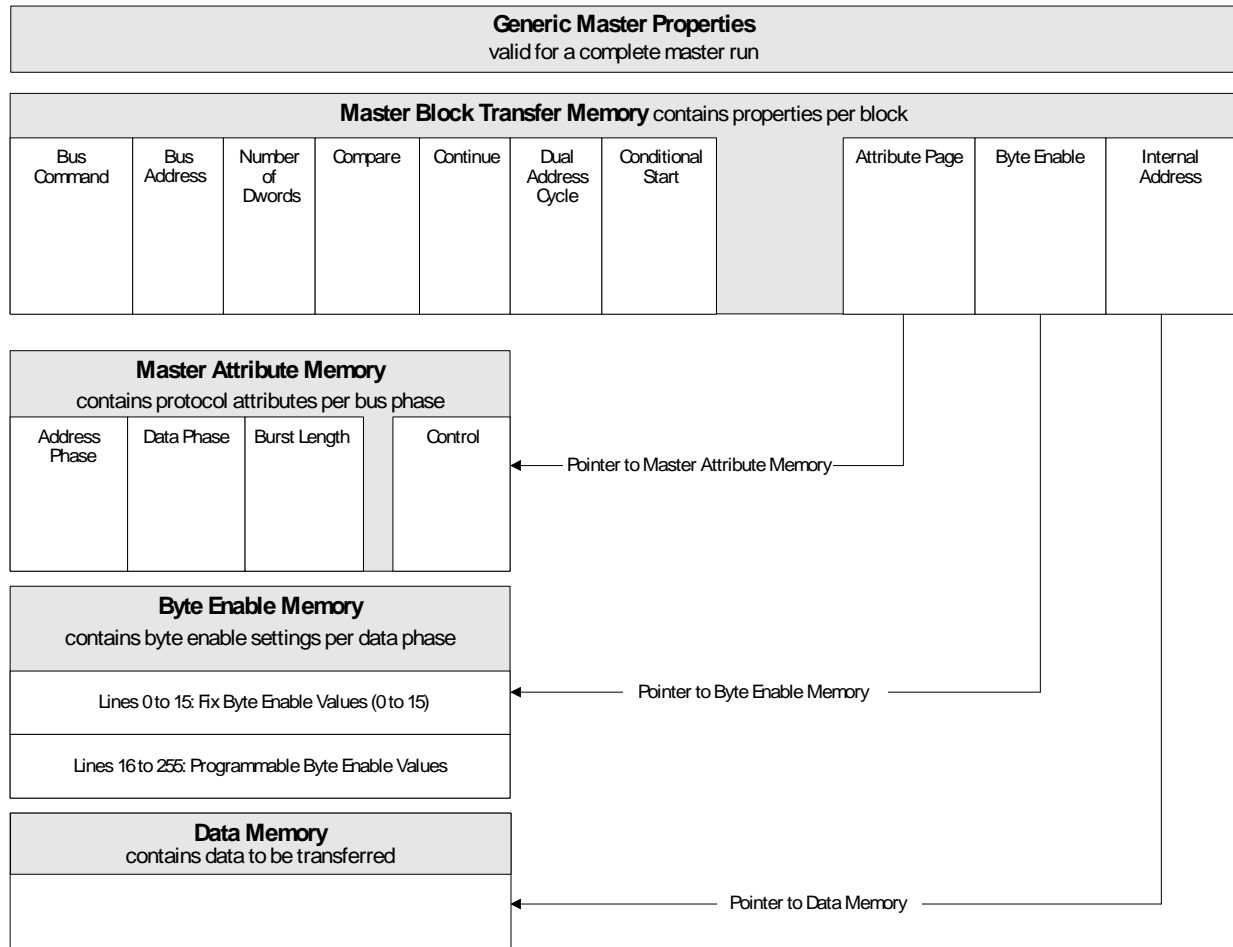 Generic Master Properties
valid for a complete master run
Master Block Transfer Memory contains properties per block
Bus
Command
Bus
Address
Number
of
Dwords
Compare
Continue
Dual
Address
Cycle
Conditional
Start
Attribute Page
Byte Enable
Internal
Address
Master Attribute Memory
contains protocol attributes per bus phase
Address
Phase
Data Phase
Burst Length
Control
Pointer to Master Attribute Memory
Byte Enable Memory
contains byte enable settings per data phase
Lines 0 to 15: Fix Byte Enable Values (0 to 15)
Pointer to Byte Enable Memory
Lines 16 to 255: Programmable Byte Enable Values
Data Memory
contains data to be transferred
Pointer to Data Memory